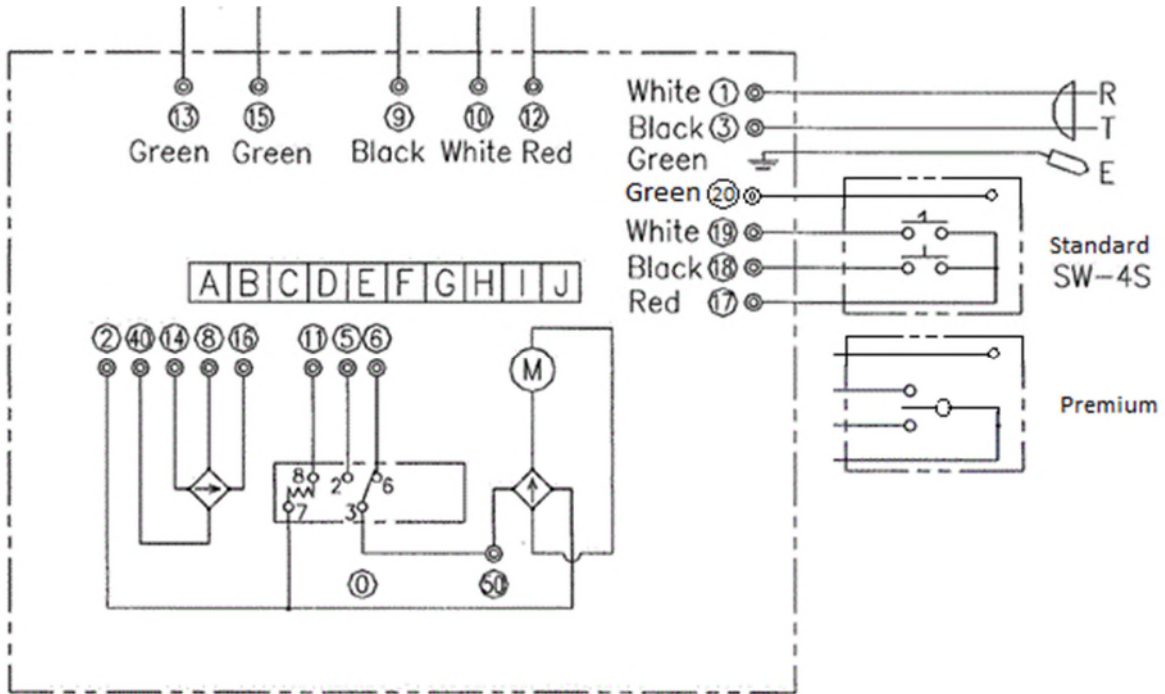 13 15 9 10 12
Green Green Black White Red
White 1
R
Black 3
T
Green
E
Green 20
White 19
Black 18
Red 17
Standard
SW-4S
Premium
A B C D E F G H I J
2 40 14 8 16 11 5 6
M
8 2 6
7 3
0 50